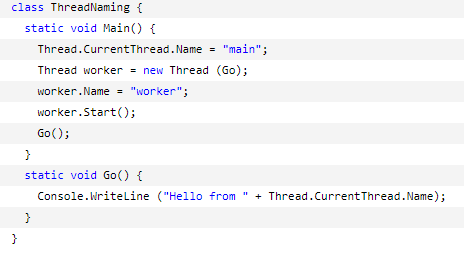 class ThreadNaming {
  static void Main() {
    Thread.CurrentThread.Name = "main";
    Thread worker = new Thread (Go);
    worker.Name = "worker";
    worker.Start();
    Go();
  }
  static void Go() {
    Console.WriteLine ("Hello from " + Thread.CurrentThread.Name);
  }
}